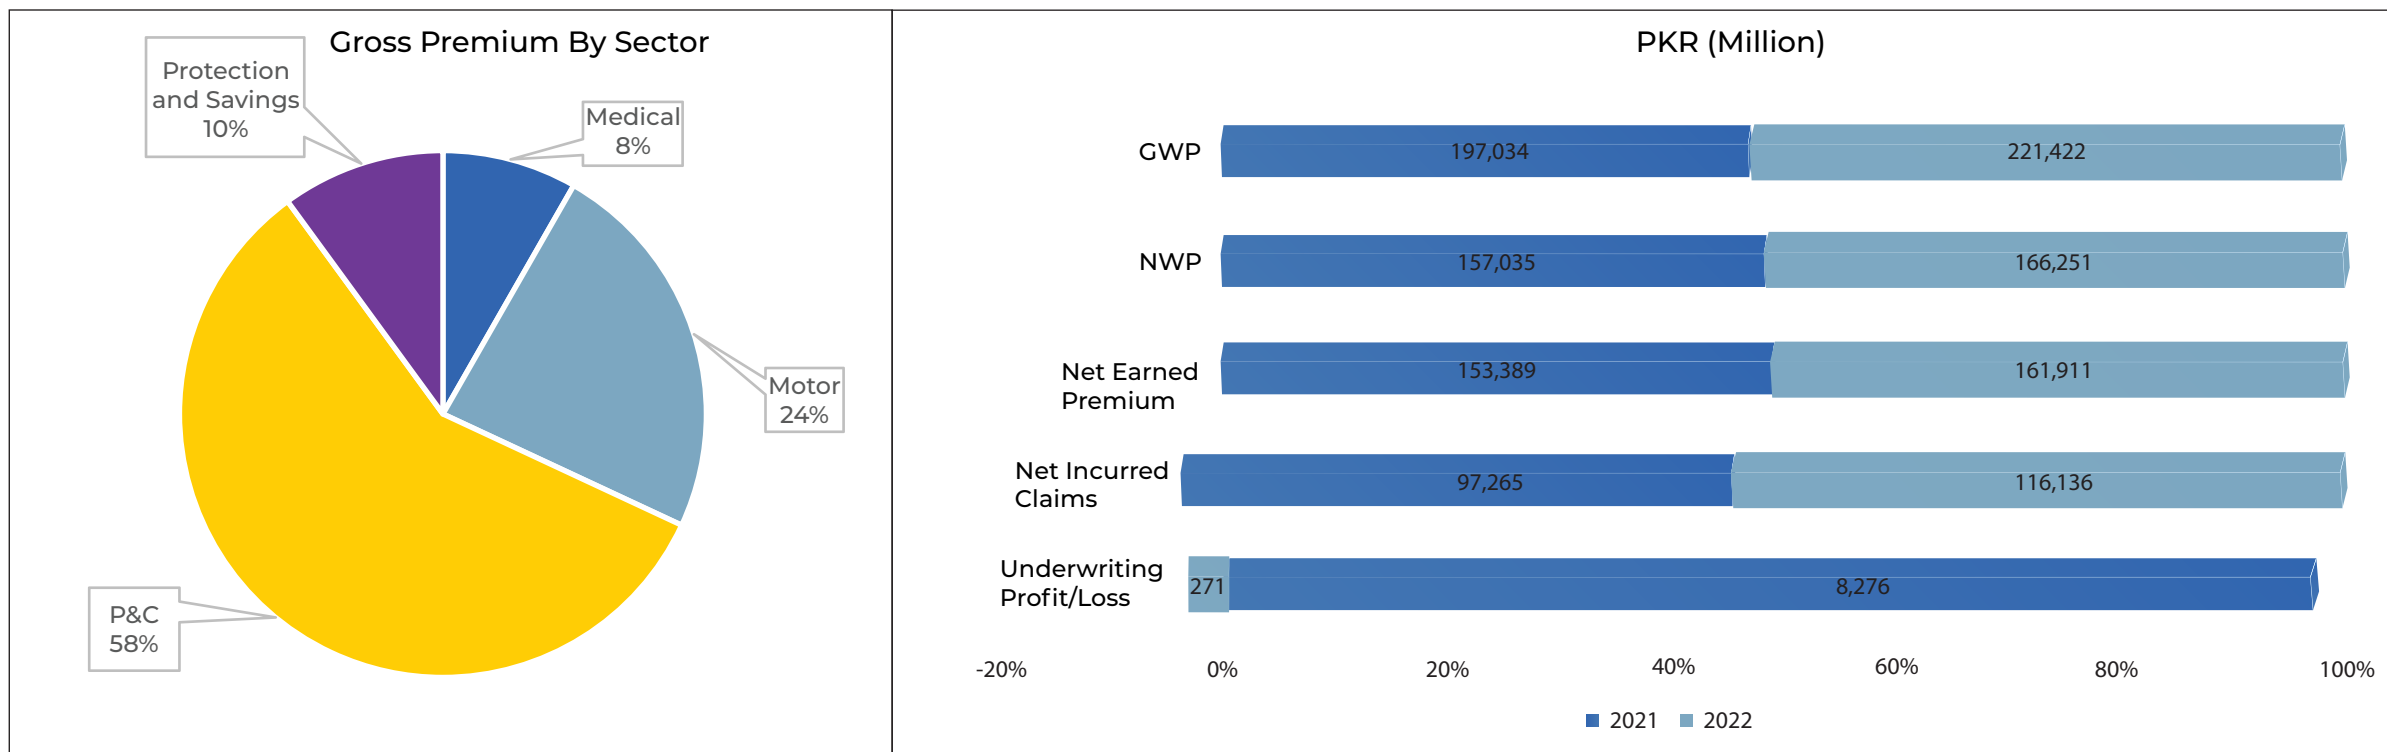 Gross Premium By Sector
Protection
and Savings
10%
Medical
8%
Motor
24%
P&C
58%
PKR (Million)
GWP
197,034
221,422
NWP
157,035
166,251
Net Earned
Premium
153,389
161,911
Net Incurred
Claims
97,265
116,136
Underwriting
Profit/Loss
271
8,276
-20%
0%
20%
40%
60%
80%
100%
2021
2022